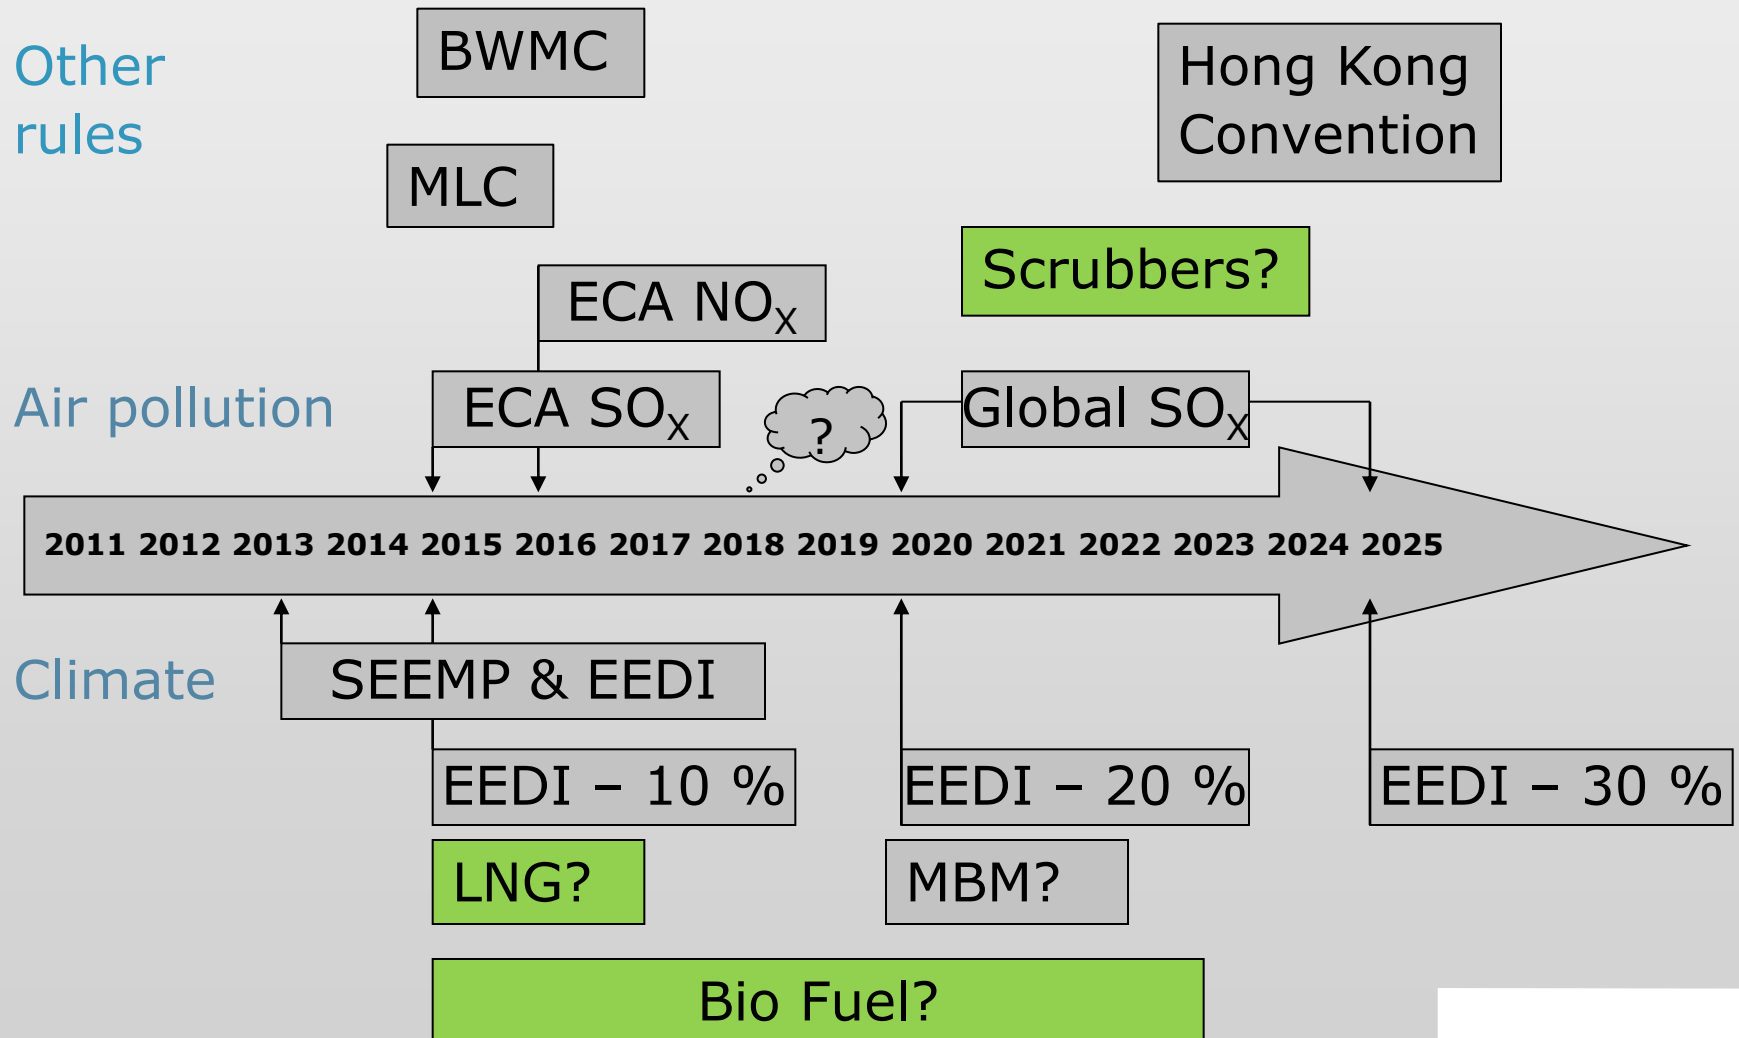 BWMC
Other
rules
Hong Kong
Convention
MLC
Scrubbers?
ECA NOX
Air pollution
ECA SOX
?
Global SOX
2011 2012 2013 2014 2015 2016 2017 2018 2019 2020 2021 2022 2023 2024 2025
Climate
SEEMP & EEDI
EEDI – 10 %
EEDI – 20 %
EEDI – 30 %
LNG?
MBM?
Bio Fuel?